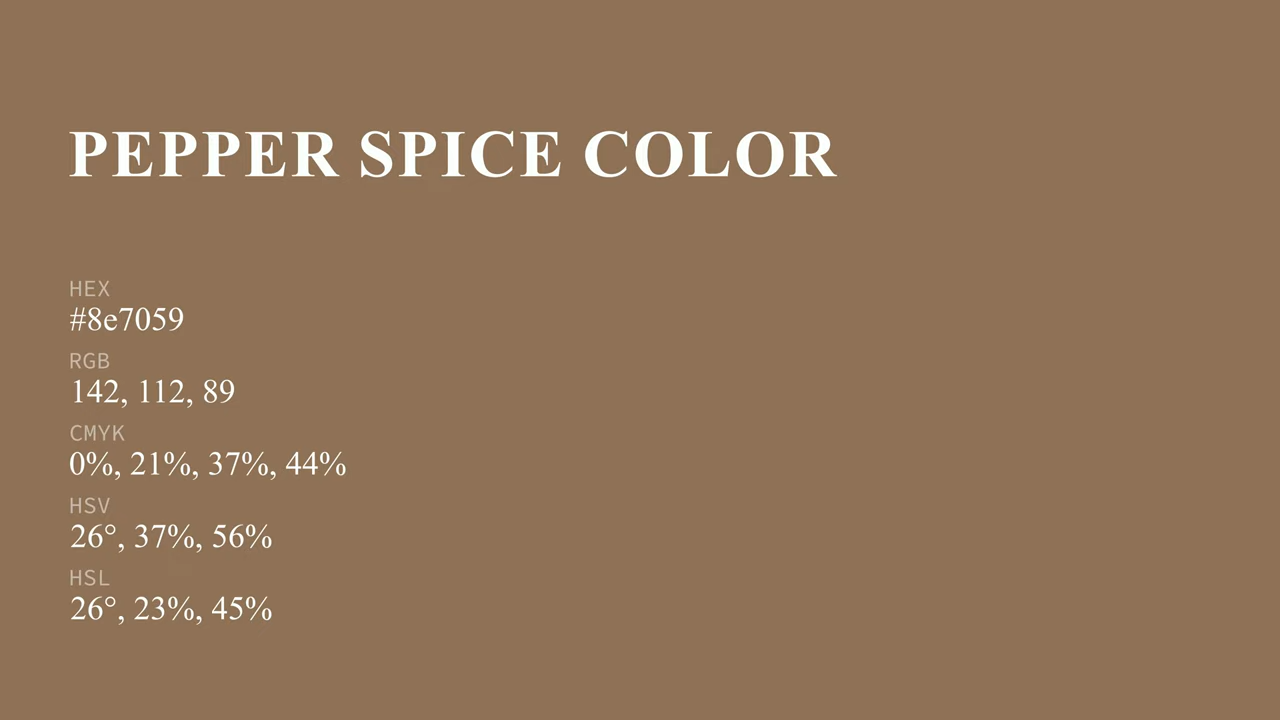 PEPPER SPICE COLOR
HEX
#8e7059
RGB
142, 112, 89
CMYK
0%, 21%, 37%, 44%
HSV
26°, 37%, 56%
HSL
26°, 23%, 45%